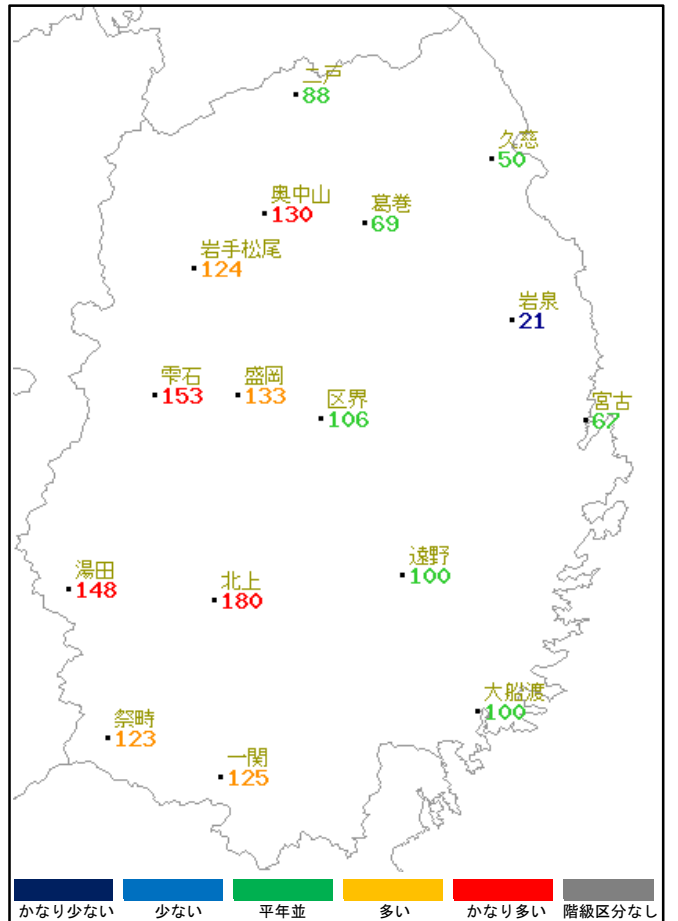 二戸
88
久慈
50
奥中山
130
葛巻
69
岩手松尾
124
岩泉
21
雫石
153
盛岡
133
区界
106
宮古
67
湯田
148
北上
180
遠野
100
大船渡
100
祭畤
123
一関
125
かなり少ない 少ない 平年並 多い かなり多い 階級区分なし